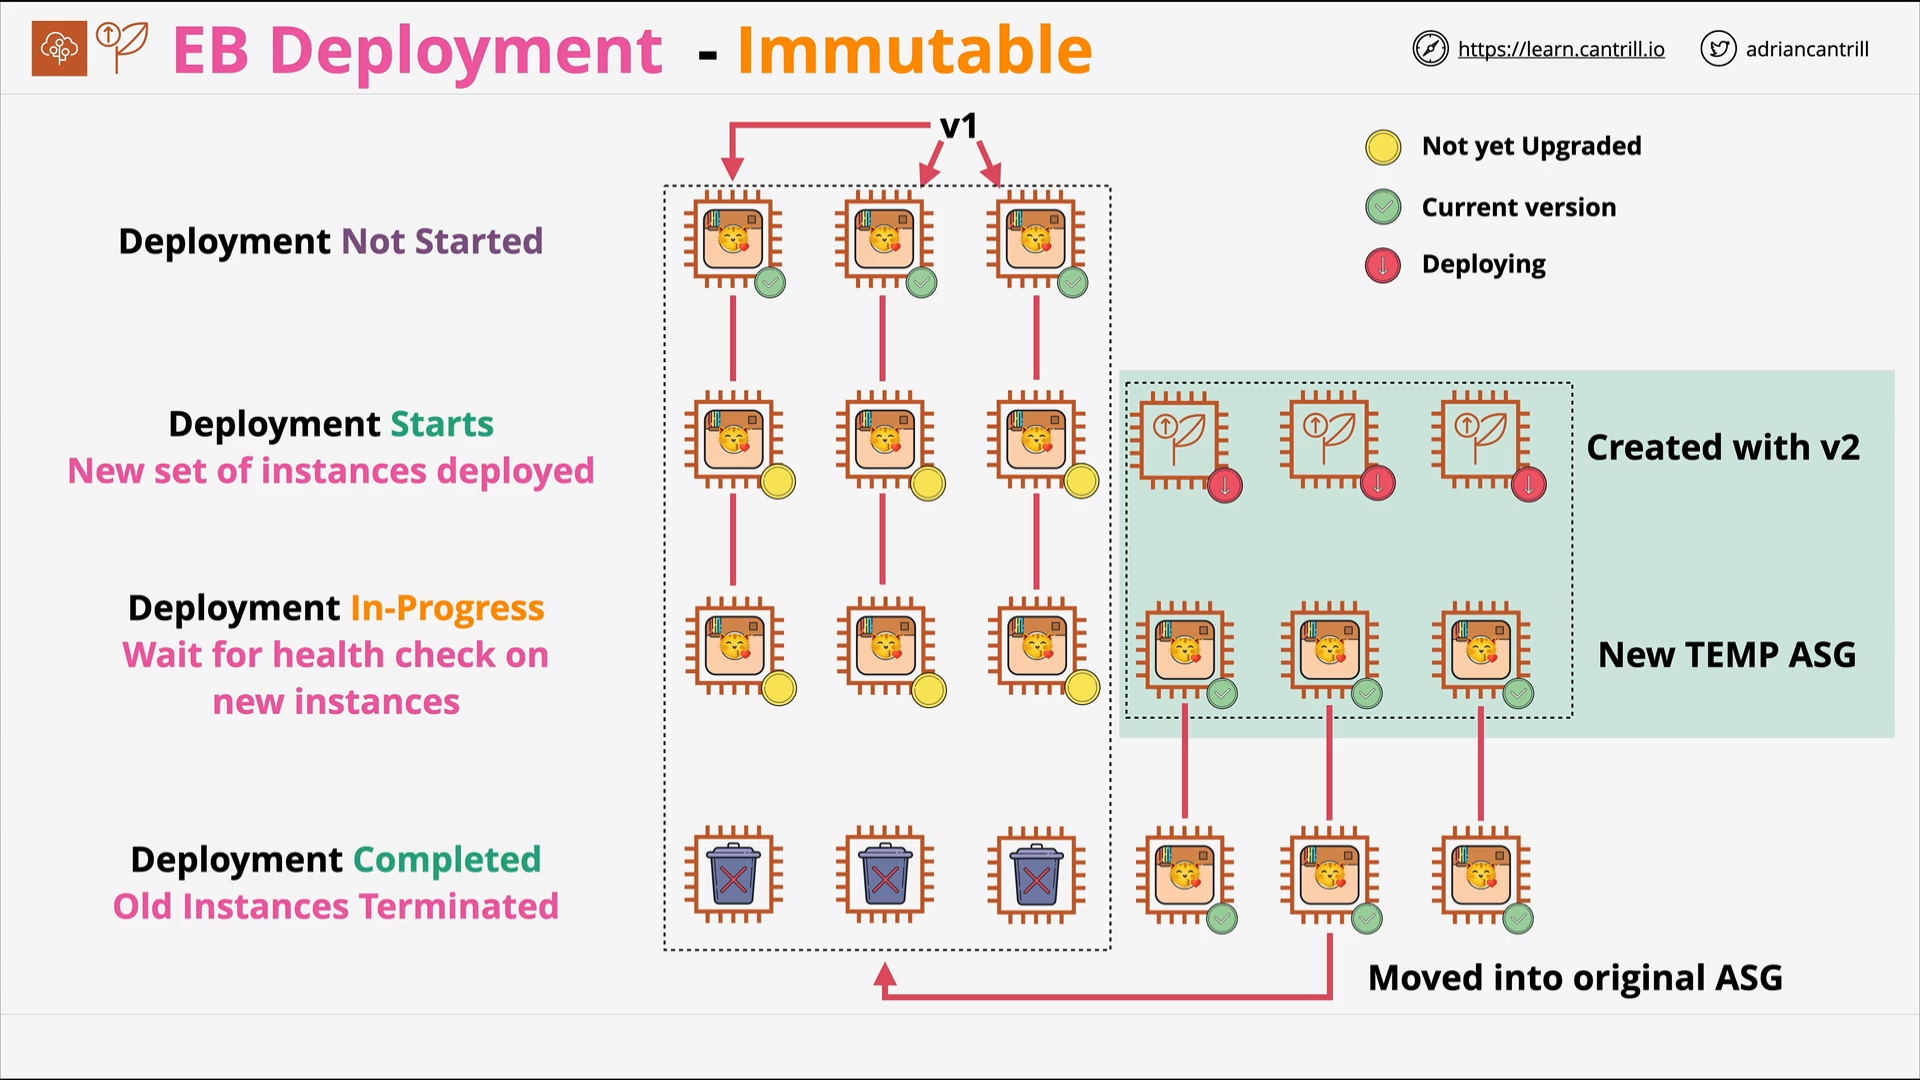 EB Deployment - Immutable
https://learn.cantrill.io
adriancantrill
v1
Not yet Upgraded
Current version
Deploying
Deployment Not Started
Deployment Starts
New set of instances deployed
Created with v2
Deployment In-Progress
Wait for health check on
new instances
New TEMP ASG
Deployment Completed
Old Instances Terminated
Moved into original ASG